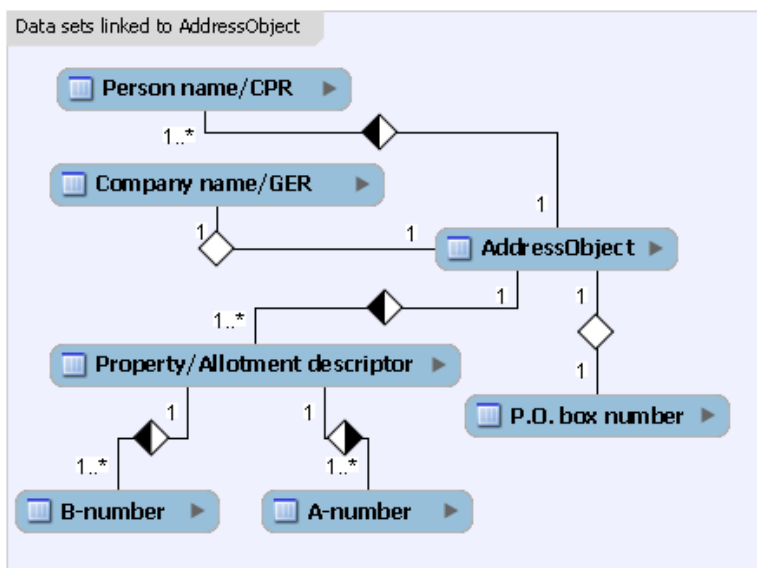 Data sets linked to AddressObject
Person name/CPR
1..*
Company name/GER
1
1
1
AddressObject
1
1
1..*
Property/Allotment descriptor
1
P.O. box number
1
1
1..*
1..*
B-number
A-number